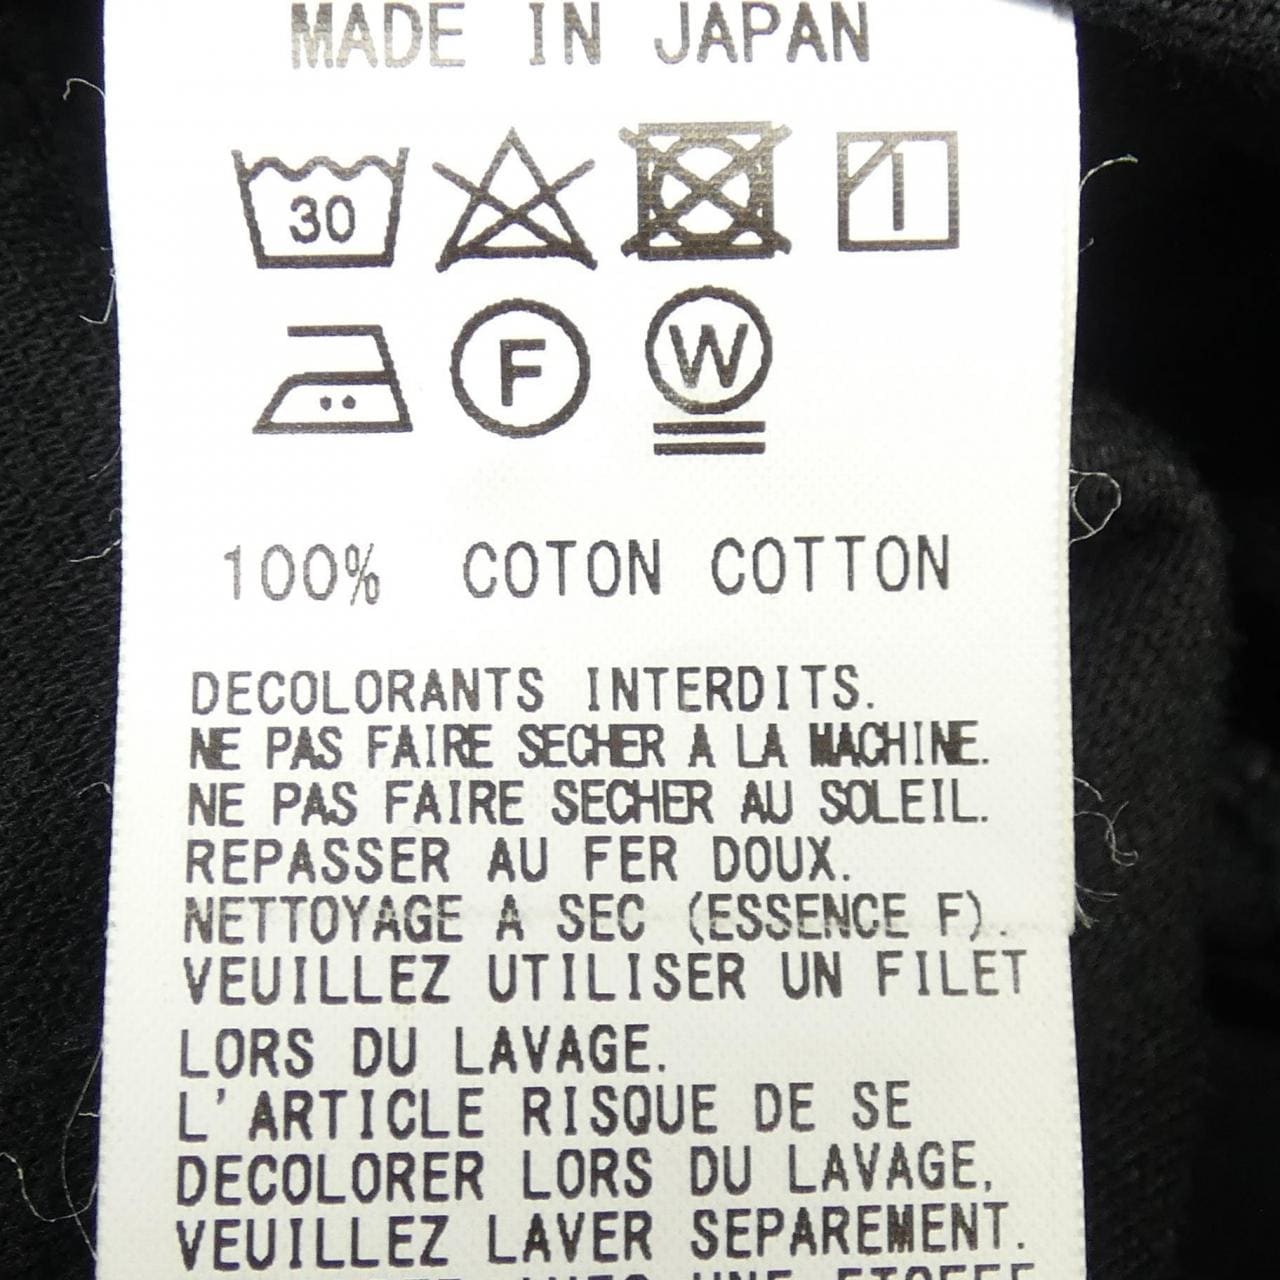 MADE IN JAPAN
30
F W
100% COTON COTTON
DECOLORANTS INTERDITS.
NE PAS FAIRE SECHER A LA MACHINE.
NE PAS FAIRE SECHER AU SOLEIL.
REPASSER AU FER DOUX.
NETTOYAGE A SEC (ESSENCE F).
VEUILLEZ UTILISER UN FILET
LORS DU LAVAGE.
L'ARTICLE RISQUE DE SE
DECOLORER LORS DU LAVAGE,
VEUILLEZ LAVER SEPAREMENT.